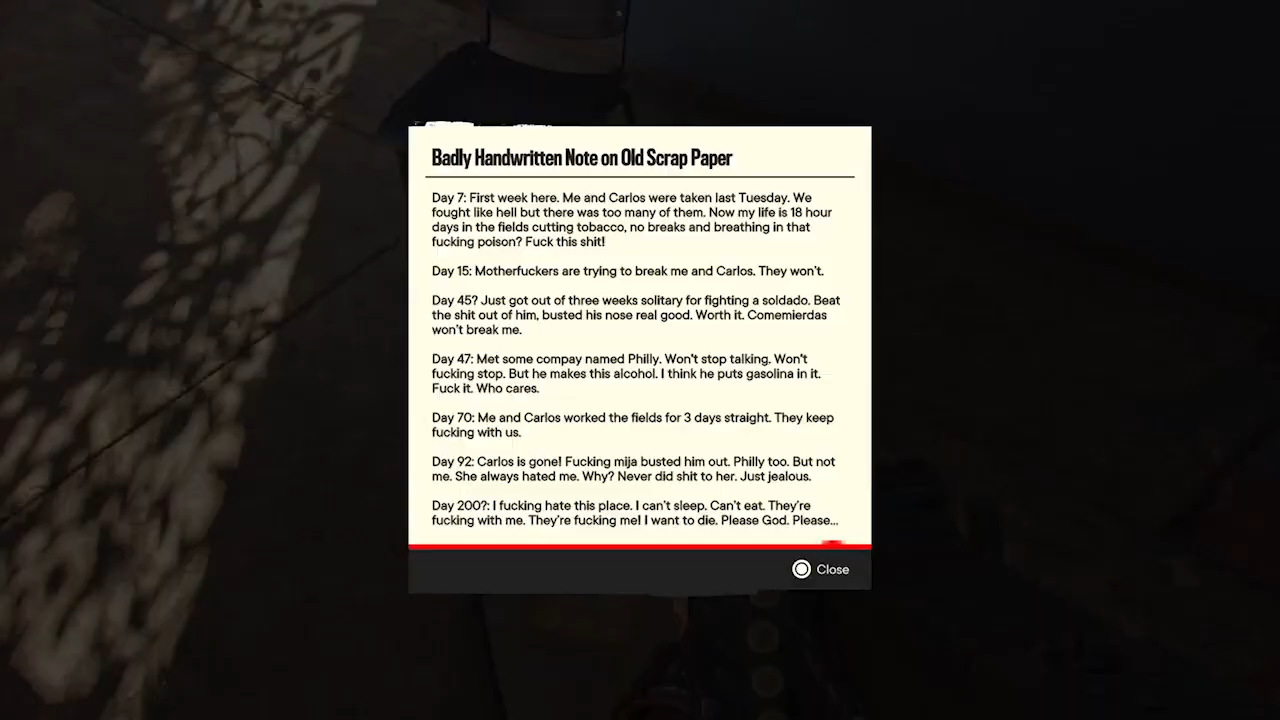 Badly Handwritten Note on Old Scrap Paper
Day 7: First week here. Me and Carlos were taken last Tuesday. We
fought like hell but there was too many of them. Now my life is 18 hour
days in the fields cutting tobacco, no breaks and breathing in that
fucking poison? Fuck this shit!
Day 15: Motherfuckers are trying to break me and Carlos. They won't.
Day 45? Just got out of three weeks solitary for fighting a soldado. Beat
the shit out of him, busted his nose real good. Worth it. Comemierdas
won't break me.
Day 47: Met some compay named Philly. Won't stop talking. Won't
fucking stop. But he makes this alcohol. I think he puts gasolina in it.
Fuck it. Who cares.
Day 70: Me and Carlos worked the fields for 3 days straight. They keep
fucking with us.
Day 92: Carlos is gone! Fucking mija busted him out. Philly too. But not
me. She always hated me. Why? Never did shit to her. Just jealous.
Day 200?: I fucking hate this place. I can't sleep. Can't eat. They're
fucking with me. They're fucking me! I want to die. Please God. Please...
Close